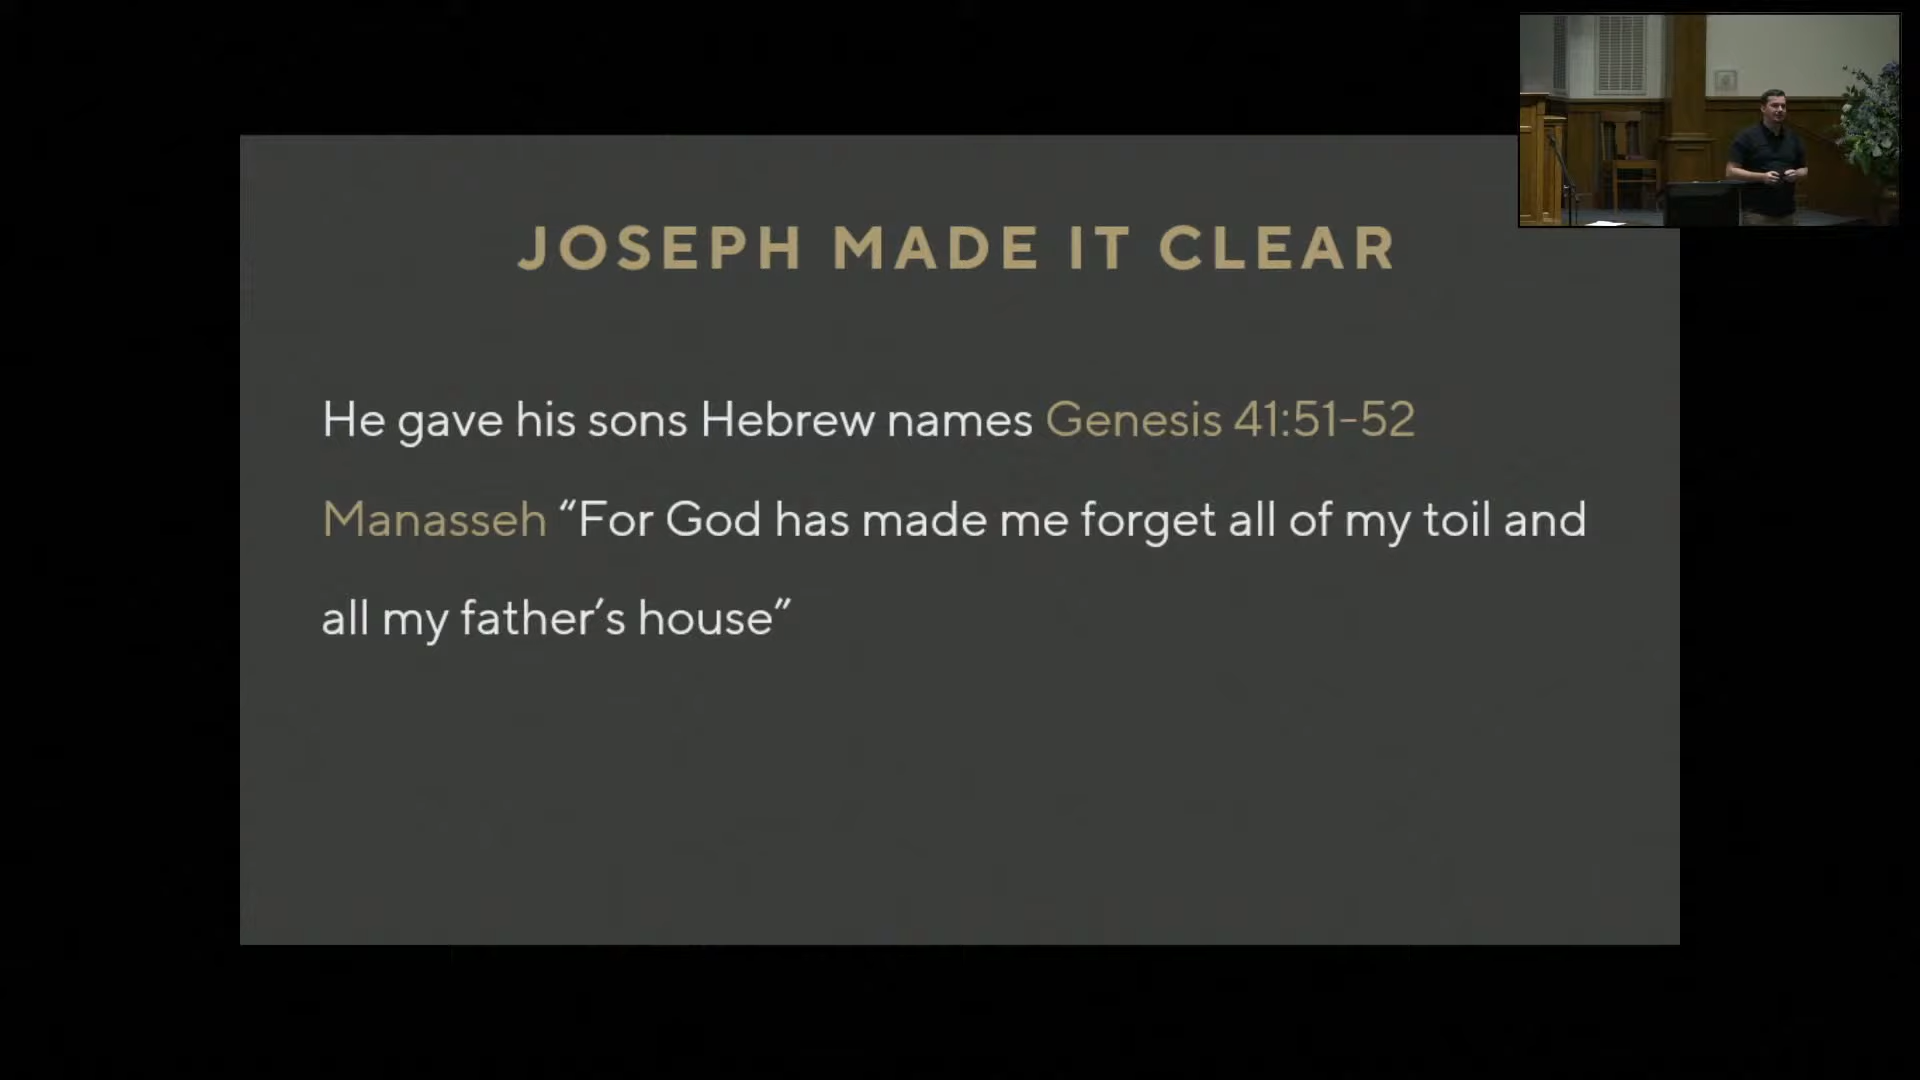 JOSEPH MADE IT CLEAR
He gave his sons Hebrew names Genesis 41:51-52
Manasseh “For God has made me forget all of my toil and
all my father’s house”